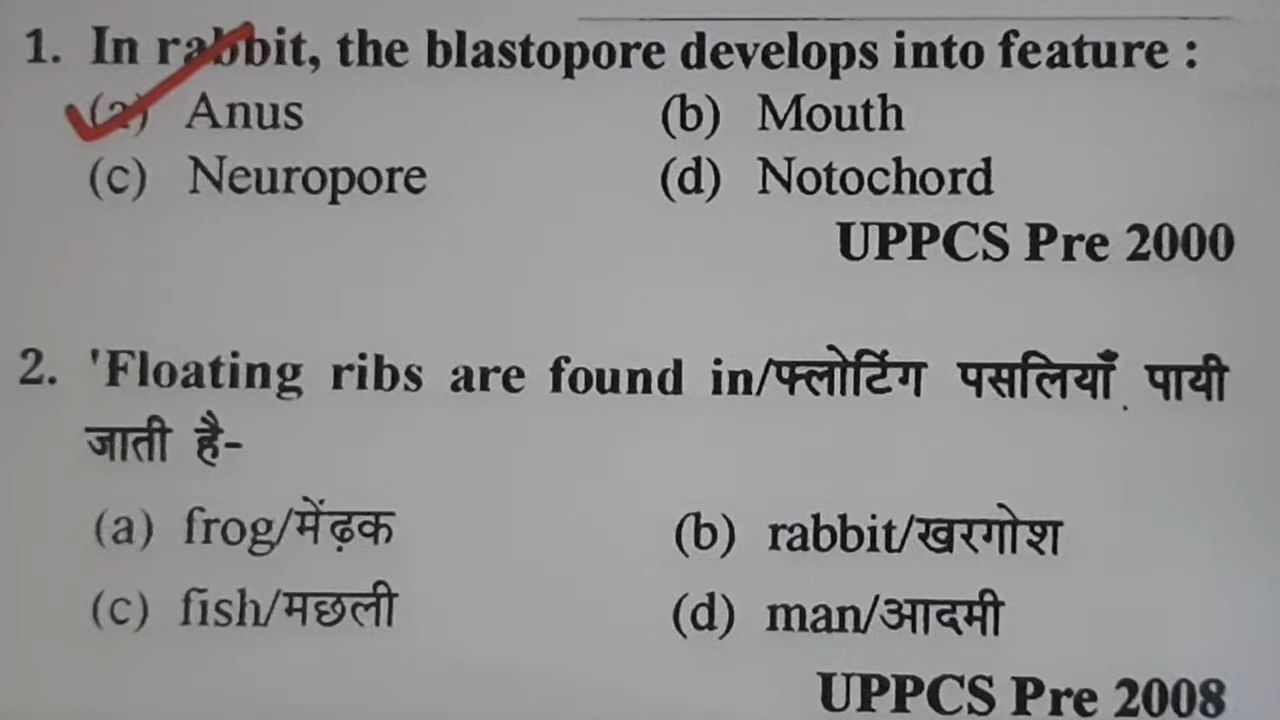 1. In rabbit, the blastopore develops into feature :
(a) Anus (b) Mouth
(c) Neuropore (d) Notochord
UPPCS Pre 2000
2. 'Floating ribs are found in/फ्लोटिंग पसलियाँ पायी
जाती है-
(a) frog/मेंढ़क (b) rabbit/खरगोश
(c) fish/मछली (d) man/आदमी
UPPCS Pre 2008